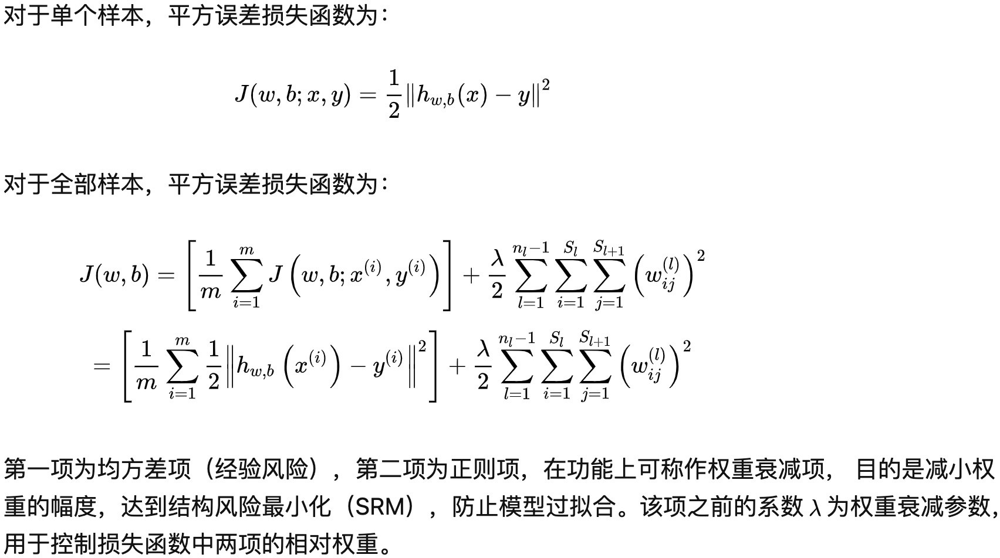 对于单个样本，平方误差损失函数为：
$J(w,b;x,y)=\frac{1}{2}\|h_{w,b}(x)-y\|^2$
对于全部样本，平方误差损失函数为：
$J(w,b)=\left[\frac{1}{m}\sum_{i=1}^{m}J\left(w,b;x^{(i)},y^{(i)}\right)\right]+\frac{\lambda}{2}\sum_{l=1}^{n_l-1}\sum_{i=1}^{S_l}\sum_{j=1}^{S_{l+1}}\left(w_{ij}^{(l)}\right)^2$
$=\left[\frac{1}{m}\sum_{i=1}^{m}\frac{1}{2}\left\|h_{w,b}\left(x^{(i)}\right)-y^{(i)}\right\|^2\right]+\frac{\lambda}{2}\sum_{l=1}^{n_l-1}\sum_{i=1}^{S_l}\sum_{j=1}^{S_{l+1}}\left(w_{ij}^{(l)}\right)^2$
第一项为均方差项（经验风险），第二项为正则项，在功能上可称作权重衰减项， 目的是减小权
重的幅度，达到结构风险最小化（SRM），防止模型过拟合。该项之前的系数 λ 为权重衰减参数，
用于控制损失函数中两项的相对权重。